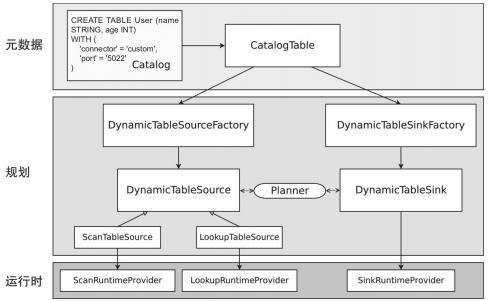 元数据
CREATE TABLE User (name
STRING, age INT)
WITH (
'connector' = 'custom',
'port' = '5022'
)
Catalog
CatalogTable
规划
DynamicTableSourceFactory
DynamicTableSinkFactory
DynamicTableSource
Planner
DynamicTableSink
ScanTableSource
LookupTableSource
运行时
ScanRuntimeProvider
LookupRuntimeProvider
SinkRuntimeProvider